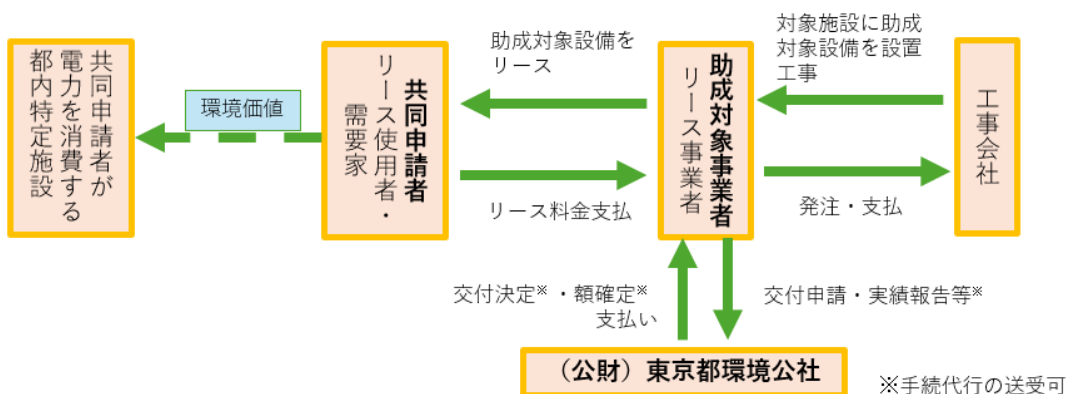 共同申請者が
電力を消費する
都内特定施設
環境価値
共同申請者
リース使用者・
需要家
助成対象設備を
リース
リース料金支払
助成対象事業者
リース事業者
対象施設に助成
対象設備を設置
工事
発注・支払
工事会社
交付決定※・額確定※
支払い
交付申請・実績報告等※
（公財）東京都環境公社
※手続代行の送受可